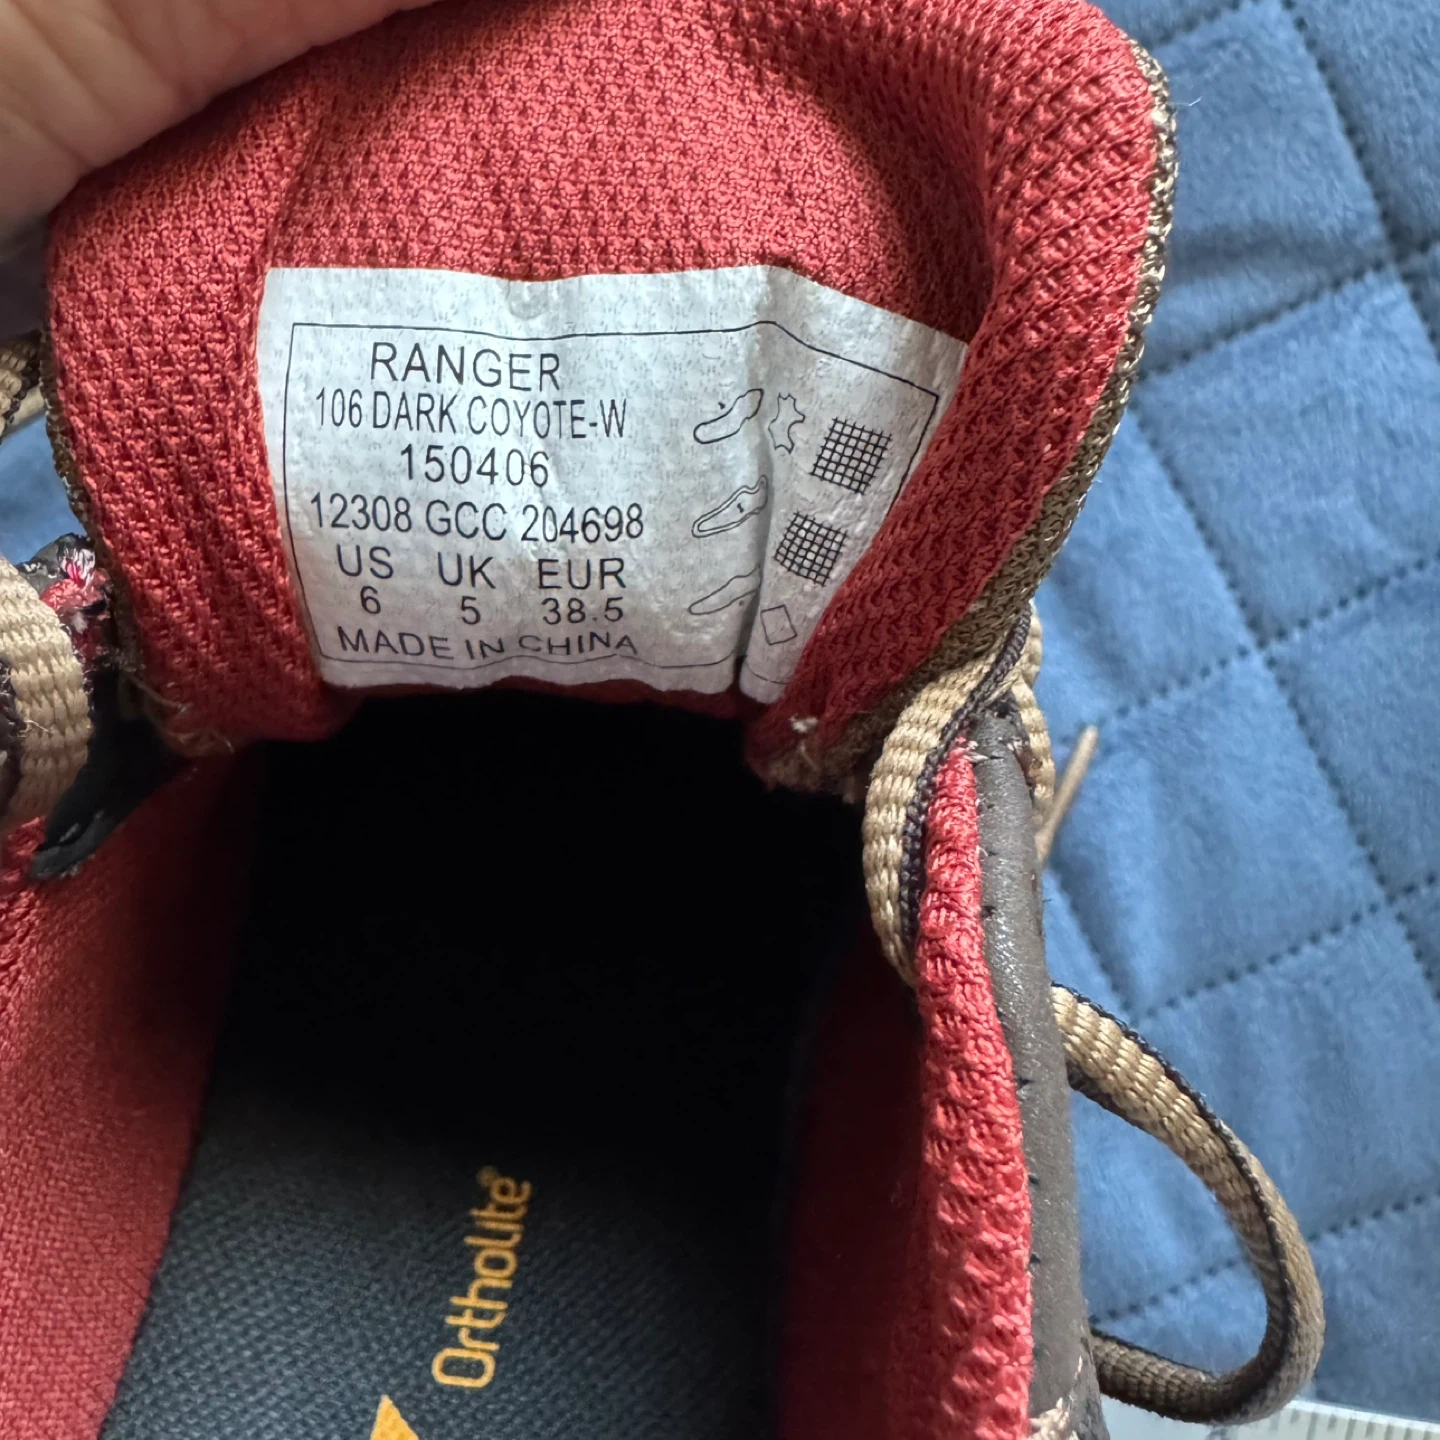 RANGER
106 DARK COYOTE-W
150406
12308 GCC 204698
US UK EUR
6 5 38.5
MADE IN CHINA
OrthoLite®